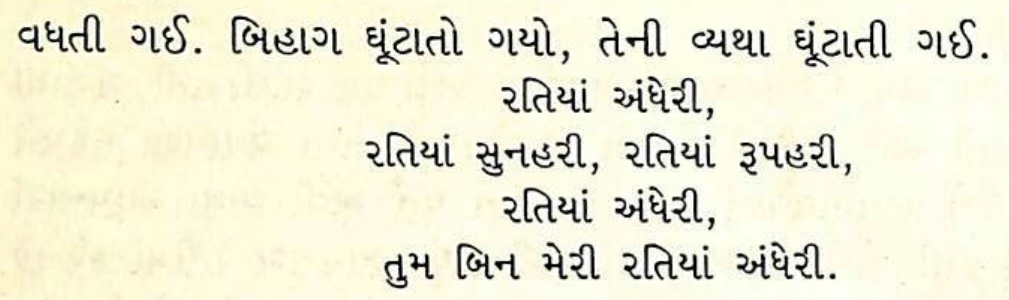 વધતી ગઈ. બિહાગ ઘૂંટાતો ગયો, તેની વ્યથા ઘૂંટાતી ગઈ.
રતિયાં અંધેરી,
રતિયાં સુનહરી, રતિયાં રૂપહરી,
રતિયાં અંધેરી,
તુમ બિન મેરી રતિયાં અંધેરી.